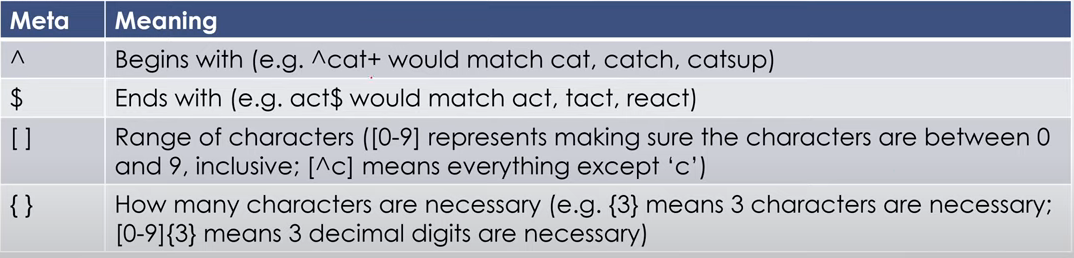 Meta Meaning
^ Begins with (e.g. ^cat+ would match cat, catch, catsup)
$ Ends with (e.g. act$ would match act, tact, react)
[ ] Range of characters ([0-9] represents making sure the characters are between 0
and 9, inclusive; [^c] means everything except ‘c’)
{ } How many characters are necessary (e.g. {3} means 3 characters are necessary;
[0-9]{3} means 3 decimal digits are necessary)